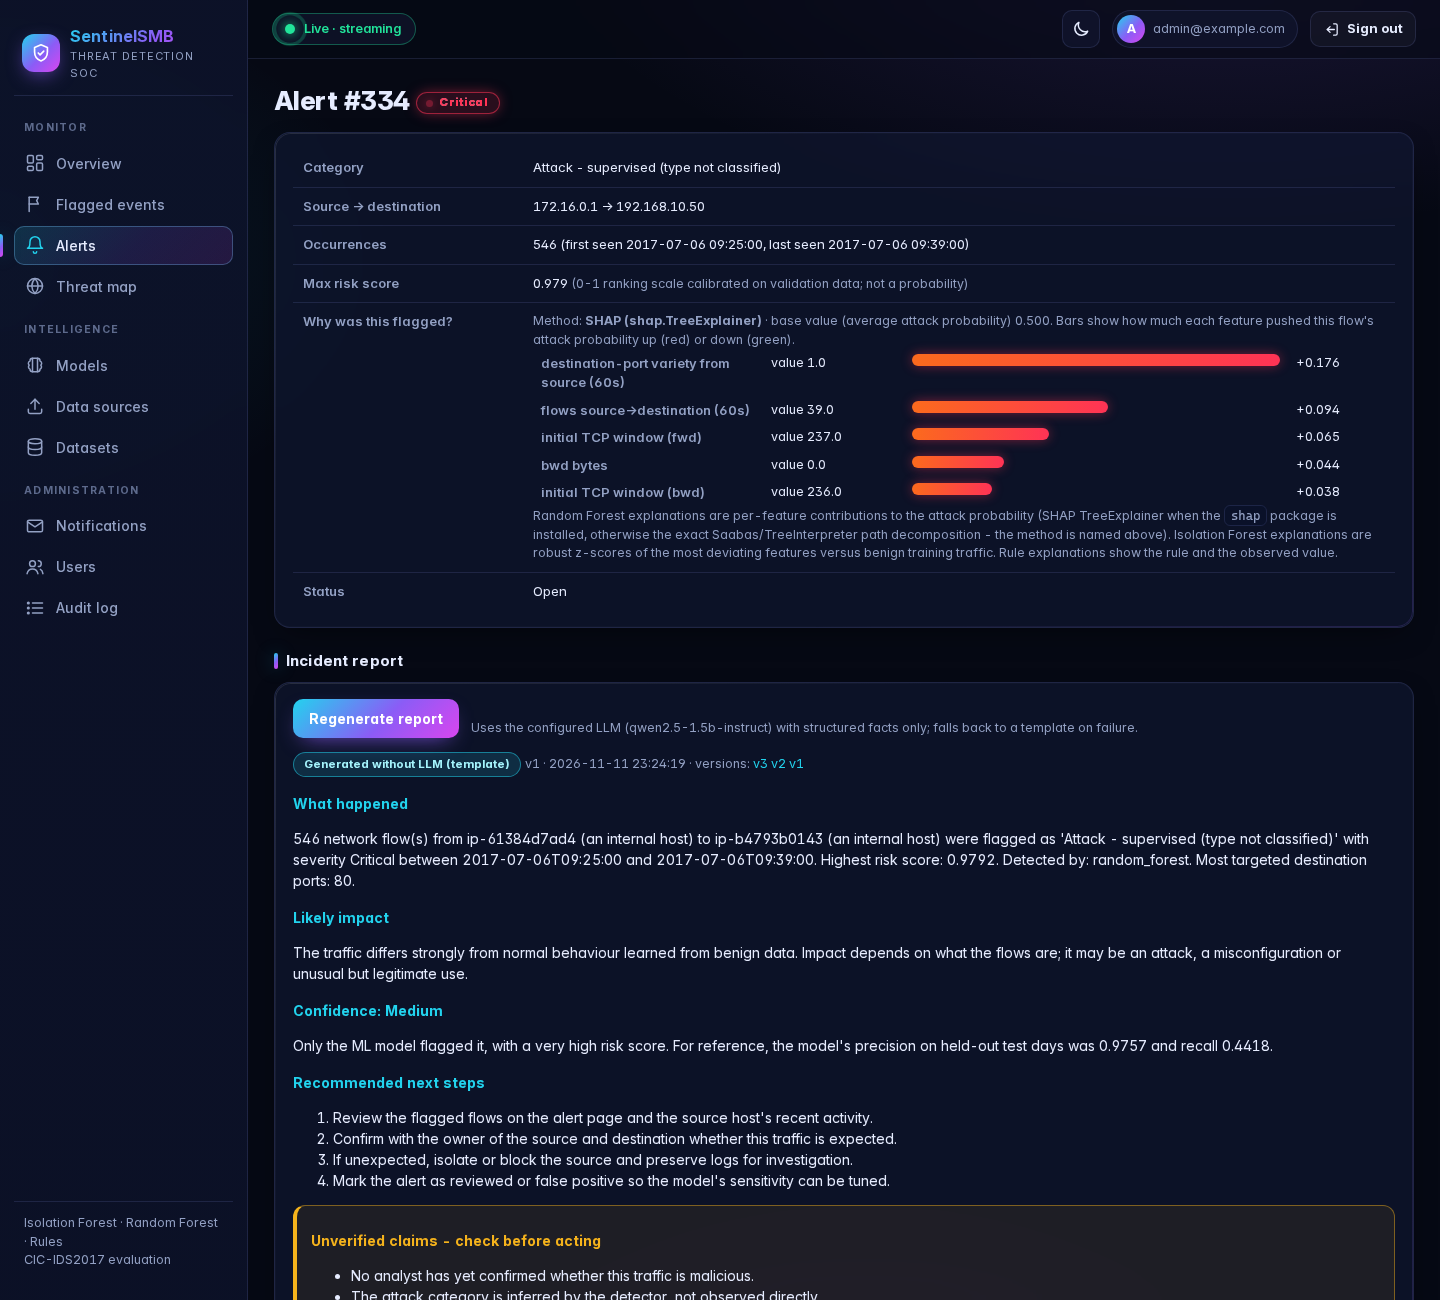 SentinelSMB
THREAT DETECTION
SOC
MONITOR
Overview
Flagged events
Alerts
Threat map
INTELLIGENCE
Models
Data sources
Datasets
ADMINISTRATION
Notifications
Users
Audit log
Isolation Forest · Random Forest
· Rules
CIC-IDS2017 evaluation
Live · streaming
A admin@example.com
Sign out
Alert #334 Critical
Category Attack - supervised (type not classified)
Source → destination 172.16.0.1 → 192.168.10.50
Occurrences 546 (first seen 2017-07-06 09:25:00, last seen 2017-07-06 09:39:00)
Max risk score 0.979 (0-1 ranking scale calibrated on validation data; not a probability)
Why was this flagged? Method: SHAP (shap.TreeExplainer) · base value (average attack probability) 0.500. Bars show how much each feature pushed this flow's
attack probability up (red) or down (green).
destination-port variety from value 1.0 +0.176
source (60s)
flows source→destination (60s) value 39.0 +0.094
initial TCP window (fwd) value 237.0 +0.065
bwd bytes value 0.0 +0.044
initial TCP window (bwd) value 236.0 +0.038
Random Forest explanations are per-feature contributions to the attack probability (SHAP TreeExplainer when the shap package is
installed, otherwise the exact Saabas/TreeInterpreter path decomposition - the method is named above). Isolation Forest explanations are
robust z-scores of the most deviating features versus benign training traffic. Rule explanations show the rule and the observed value.
Status Open
Incident report
Regenerate report Uses the configured LLM (qwen2.5-1.5b-instruct) with structured facts only; falls back to a template on failure.
Generated without LLM (template) v1 · 2026-11-11 23:24:19 · versions: v3 v2 v1
What happened
546 network flow(s) from ip-61384d7ad4 (an internal host) to ip-b4793b0143 (an internal host) were flagged as 'Attack - supervised (type not classified)' with
severity Critical between 2017-07-06T09:25:00 and 2017-07-06T09:39:00. Highest risk score: 0.9792. Detected by: random_forest. Most targeted destination
ports: 80.
Likely impact
The traffic differs strongly from normal behaviour learned from benign data. Impact depends on what the flows are; it may be an attack, a misconfiguration or
unusual but legitimate use.
Confidence: Medium
Only the ML model flagged it, with a very high risk score. For reference, the model's precision on held-out test days was 0.9757 and recall 0.4418.
Recommended next steps
1. Review the flagged flows on the alert page and the source host's recent activity.
2. Confirm with the owner of the source and destination whether this traffic is expected.
3. If unexpected, isolate or block the source and preserve logs for investigation.
4. Mark the alert as reviewed or false positive so the model's sensitivity can be tuned.
Unverified claims - check before acting
• No analyst has yet confirmed whether this traffic is malicious.
• The attack category is inferred by the detector, not observed directly.